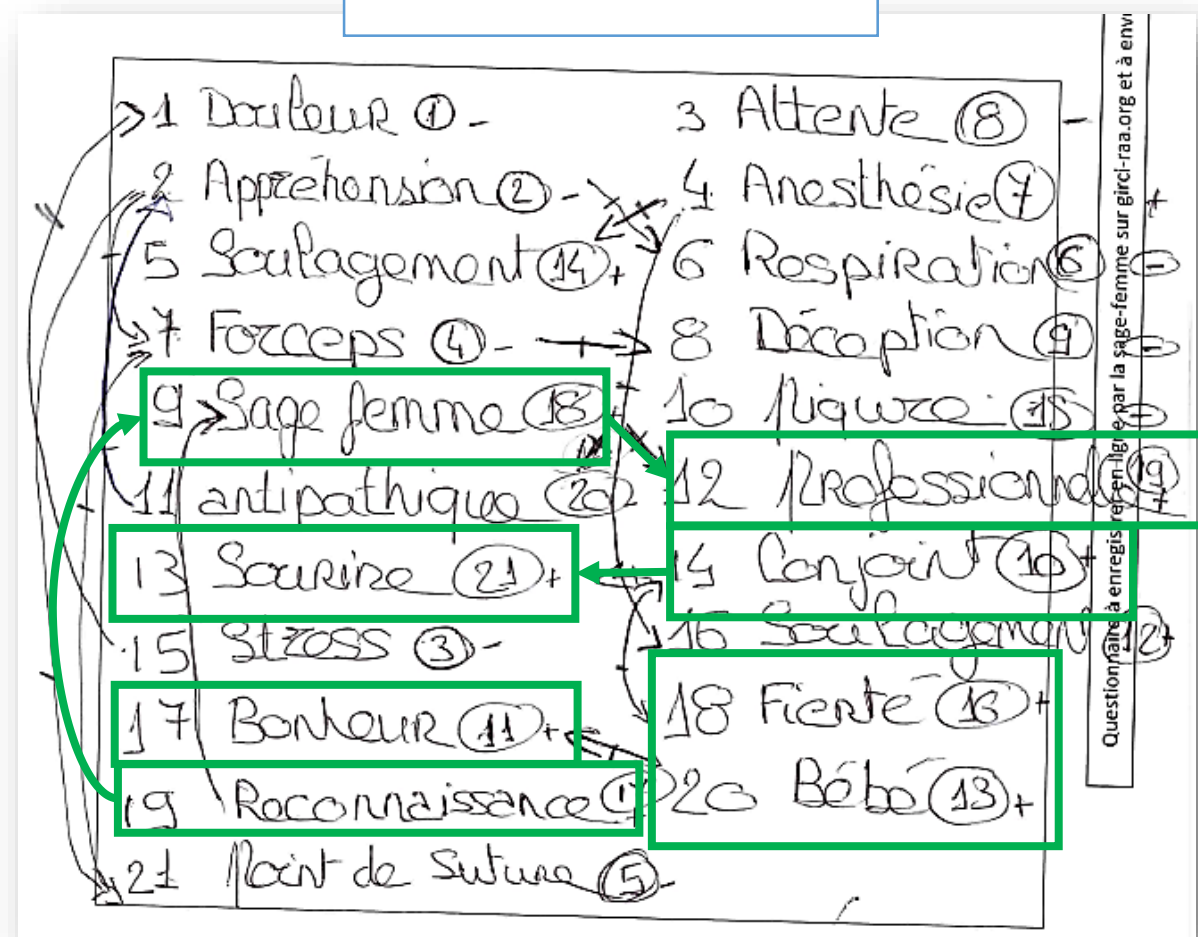 1 Douleur ① - 3 Attente ⑧ -
2 Appréhension ② - 4 Anesthésie ⑦ +
5 Soulagement ⑭ + 6 Respiration ⑥ -
7 Forceps ④ - 8 Déception ⑨ -
9 Sage femme ⑱ + 10 Piqure ⑮ -
11 antipathique ⑳ - 12 Professionnel ⑲ +
13 Sourire ㉑ + 14 Conjoint ⑩ +
15 Stress ③ - 16 Soulagement ⑫ +
17 Bonheur ⑪ + 18 Fierté ⑯ +
19 Reconnaissance ⑰ + 20 Bébé ⑬ +
21 Point de suture ⑤ -
Questionnaire à enregistrer en ligne par la sage-femme sur girci-raa.org et à